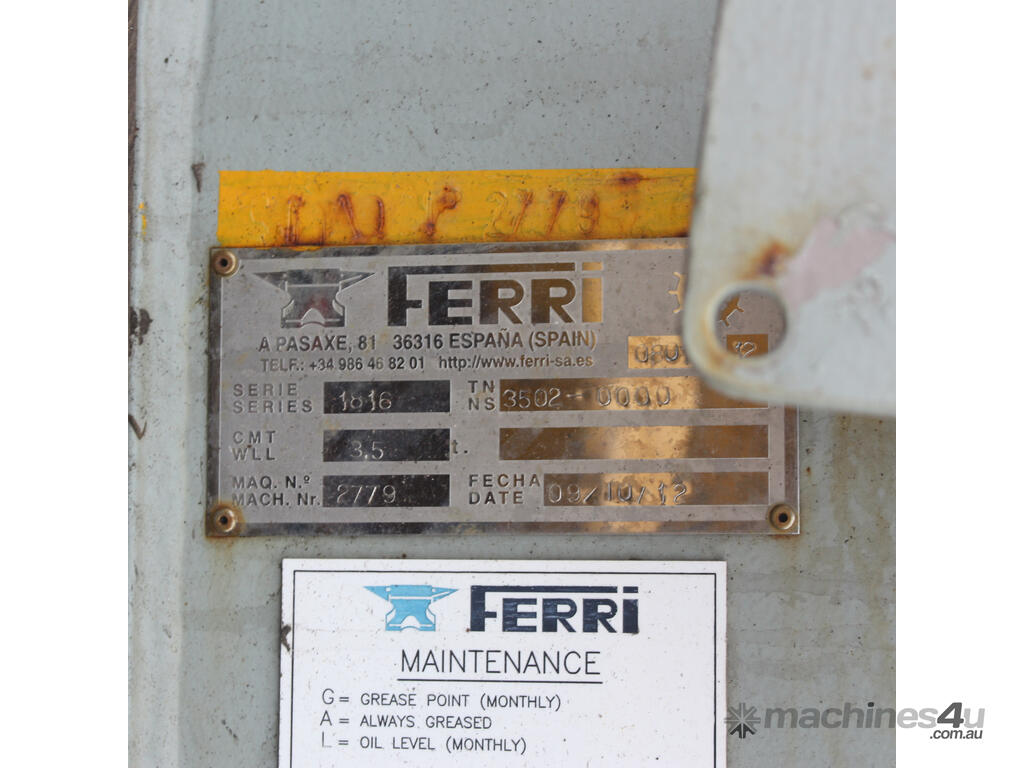 2779
FERRI
A PASAXE, 81 36316 ESPAÑA (SPAIN)
TELF.: +34 986 46 82 01 http://www.ferri-sa.es
SERIE
SERIES 1816 TN
NS 3502-0000
CMT
WLL 3.5 t.
MAQ. N.º
MACH. Nr. 2779 FECHA
DATE 09/10/12
FERRI
MAINTENANCE
G= GREASE POINT (MONTHLY)
A= ALWAYS GREASED
L= OIL LEVEL (MONTHLY)
machines4u
.com.au